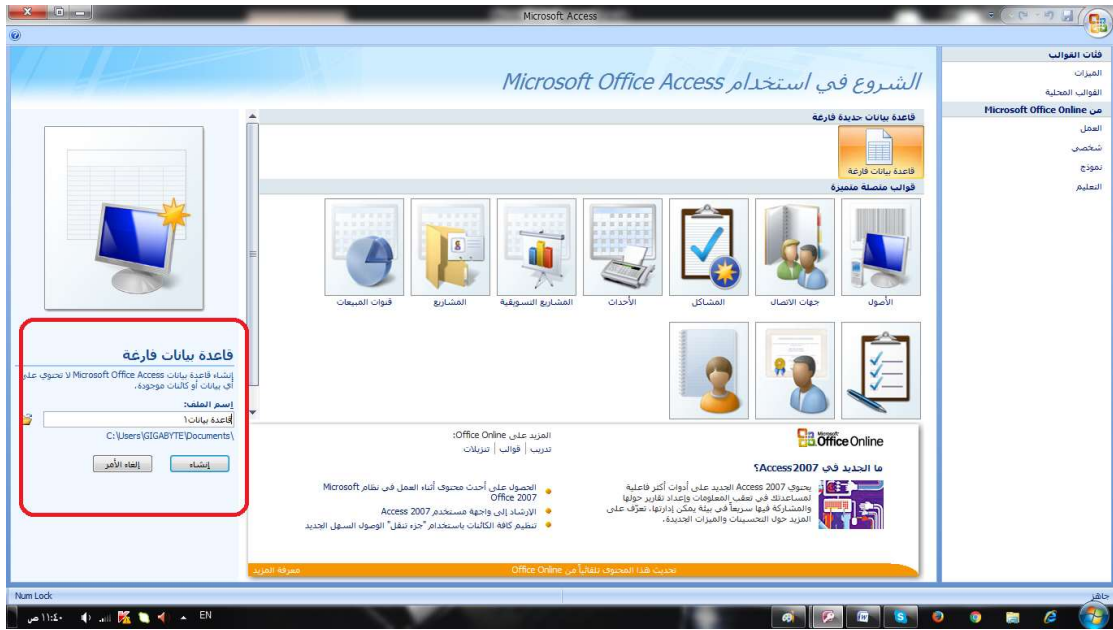 Microsoft Access
فئات القوالب
الميزات
القوالب المحلية
من Microsoft Office Online
العمل
شخصي
نموذج
التعليم
الشروع في استخدام Microsoft Office Access
قاعدة بيانات جديدة فارغة
قاعدة بيانات فارغة
قوالب متصلة متميزة
الأصول
جهات الاتصال
المشاكل
الأحداث
المشاريع التسويقية
المشاريع
قنوات المبيعات
Microsoft Office Online
ما الجديد في Access 2007؟
يحتوي Access 2007 الجديد على أدوات أكثر فاعلية
لمساعدتك في تعقب المعلومات وإعداد تقارير حولها
والمشاركة فيها سريعاً في بيئة يمكن إدارتها. تعرّف على
المزيد حول التحسينات والميزات الجديدة.
المزيد على Office Online:
تدريب | قوالب | تنزيلات
الحصول على أحدث محتوى أثناء العمل في نظام Microsoft
Office 2007
الإرشاد إلى واجهة مستخدم Access 2007
تنظيم كافة الكائنات باستخدام "جزء تنقل" الوصول السهل الجديد
تحديث هذا المحتوى تلقائياً من Office Online
معرفة المزيد
قاعدة بيانات فارغة
إنشاء قاعدة بيانات Microsoft Office Access لا تحتوي على
أي بيانات أو كائنات موجودة.
إسم الملف:
قاعدة بيانات١
C:\Users\GIGABYTE\Documents\
إنشاء
إلغاء الأمر
جاهز
Num Lock
EN
١١:٤٠ ص